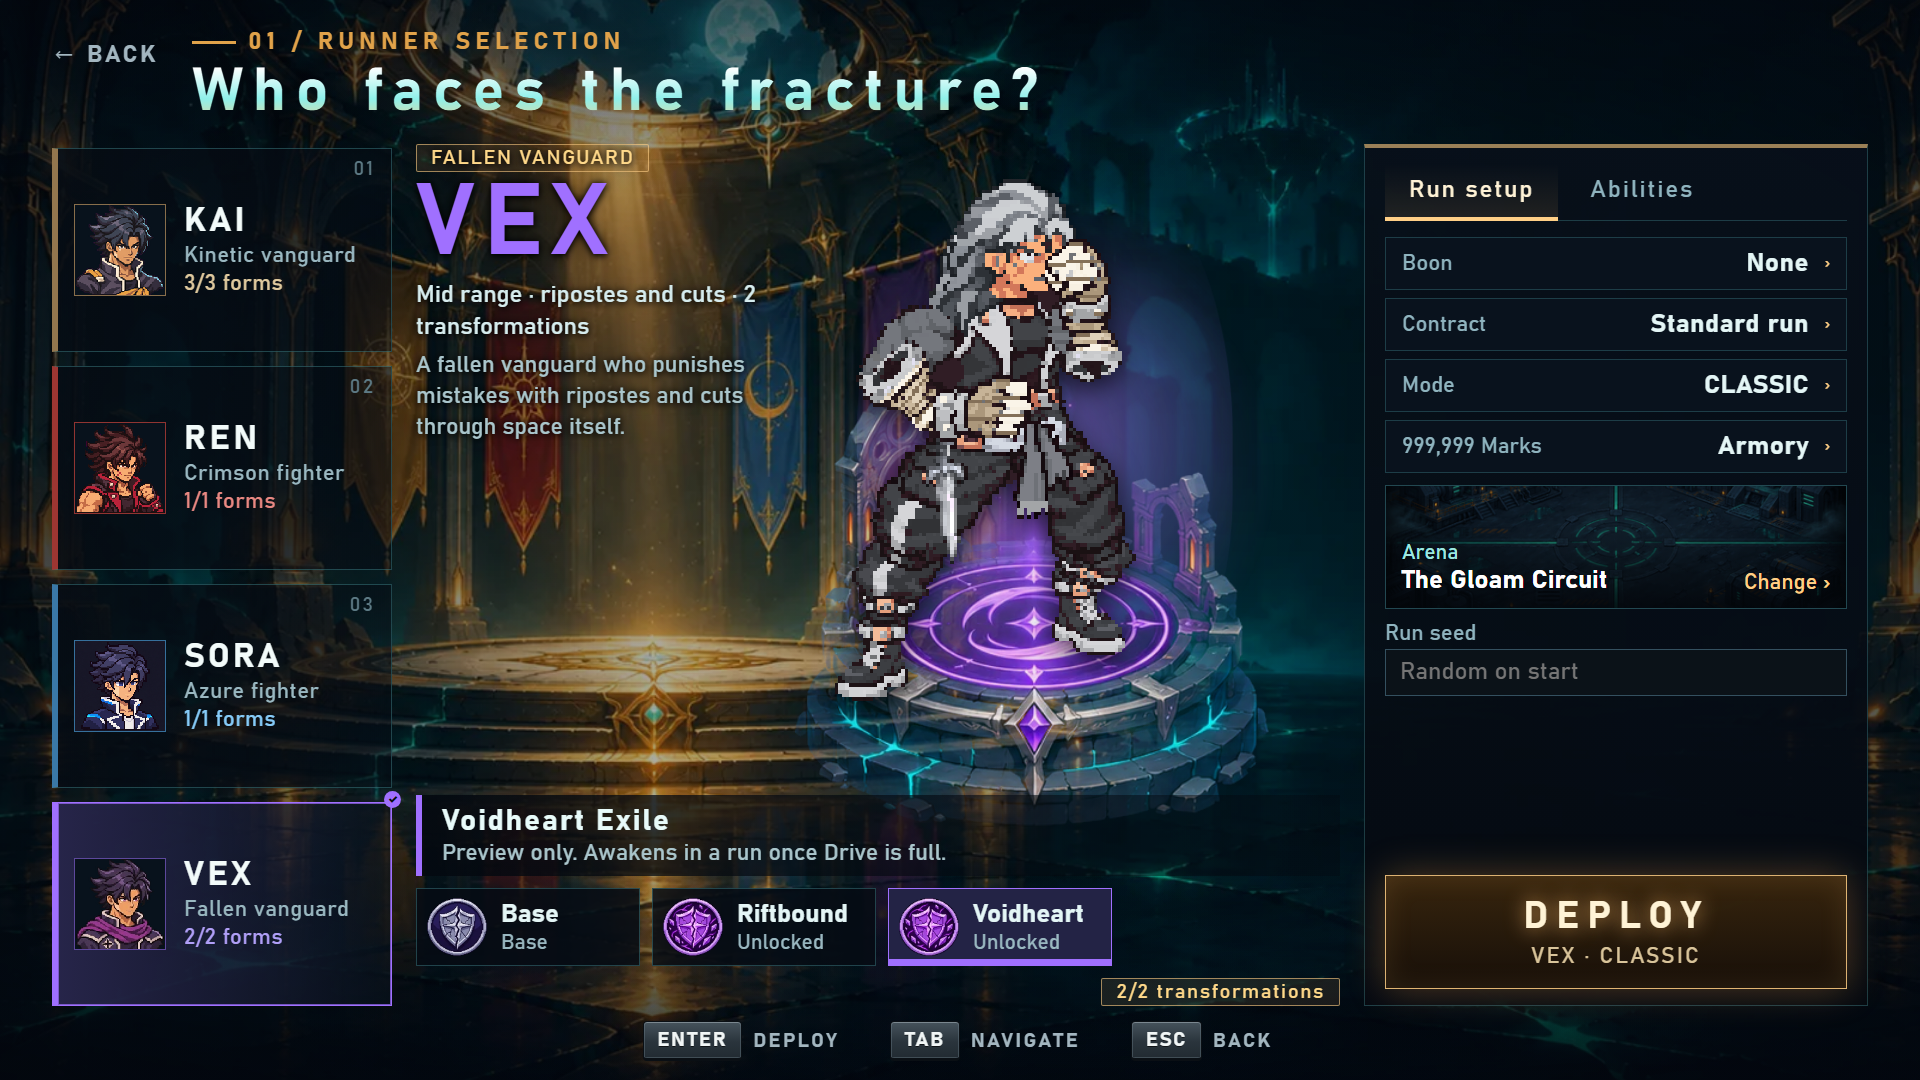 ← BACK
01 / RUNNER SELECTION
Who faces the fracture?
01
KAI
Kinetic vanguard
3/3 forms
02
REN
Crimson fighter
1/1 forms
03
SORA
Azure fighter
1/1 forms
VEX
Fallen vanguard
2/2 forms
FALLEN VANGUARD
VEX
Mid range · ripostes and cuts · 2
transformations
A fallen vanguard who punishes
mistakes with ripostes and cuts
through space itself.
Voidheart Exile
Preview only. Awakens in a run once Drive is full.
Base
Base
Riftbound
Unlocked
Voidheart
Unlocked
2/2 transformations
Run setup
Abilities
Boon None ›
Contract Standard run ›
Mode CLASSIC ›
999,999 Marks Armory ›
Arena
The Gloam Circuit
Change ›
Run seed
Random on start
DEPLOY
VEX · CLASSIC
ENTER DEPLOY TAB NAVIGATE ESC BACK